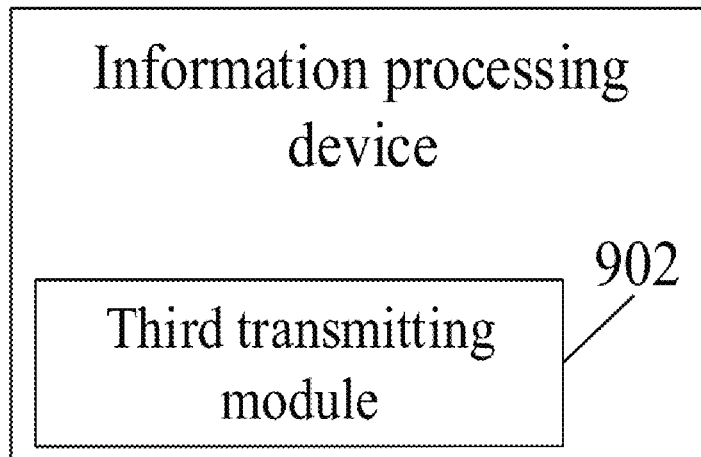 Information processing
device
902
Third transmitting
module